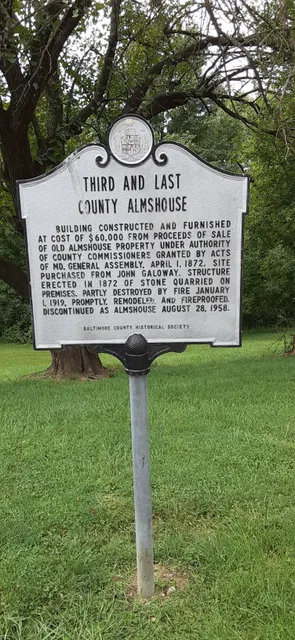 THIRD AND LAST
COUNTY ALMSHOUSE
BUILDING CONSTRUCTED AND FURNISHED
AT COST OF $60,000 FROM PROCEEDS OF SALE
OF OLD ALMSHOUSE PROPERTY UNDER AUTHORITY
OF COUNTY COMMISSIONERS GRANTED BY ACTS
OF MD. GENERAL ASSEMBLY, APRIL 1, 1872. SITE
PURCHASED FROM JOHN GALOWAY. STRUCTURE
ERECTED IN 1872 OF STONE QUARRIED ON
PREMISES. PARTLY DESTROYED BY FIRE JANUARY
1, 1919, PROMPTLY, REMODELED, AND FIREPROOFED.
DISCONTINUED AS ALMSHOUSE AUGUST 28, 1958.
BALTIMORE COUNTY HISTORICAL SOCIETY